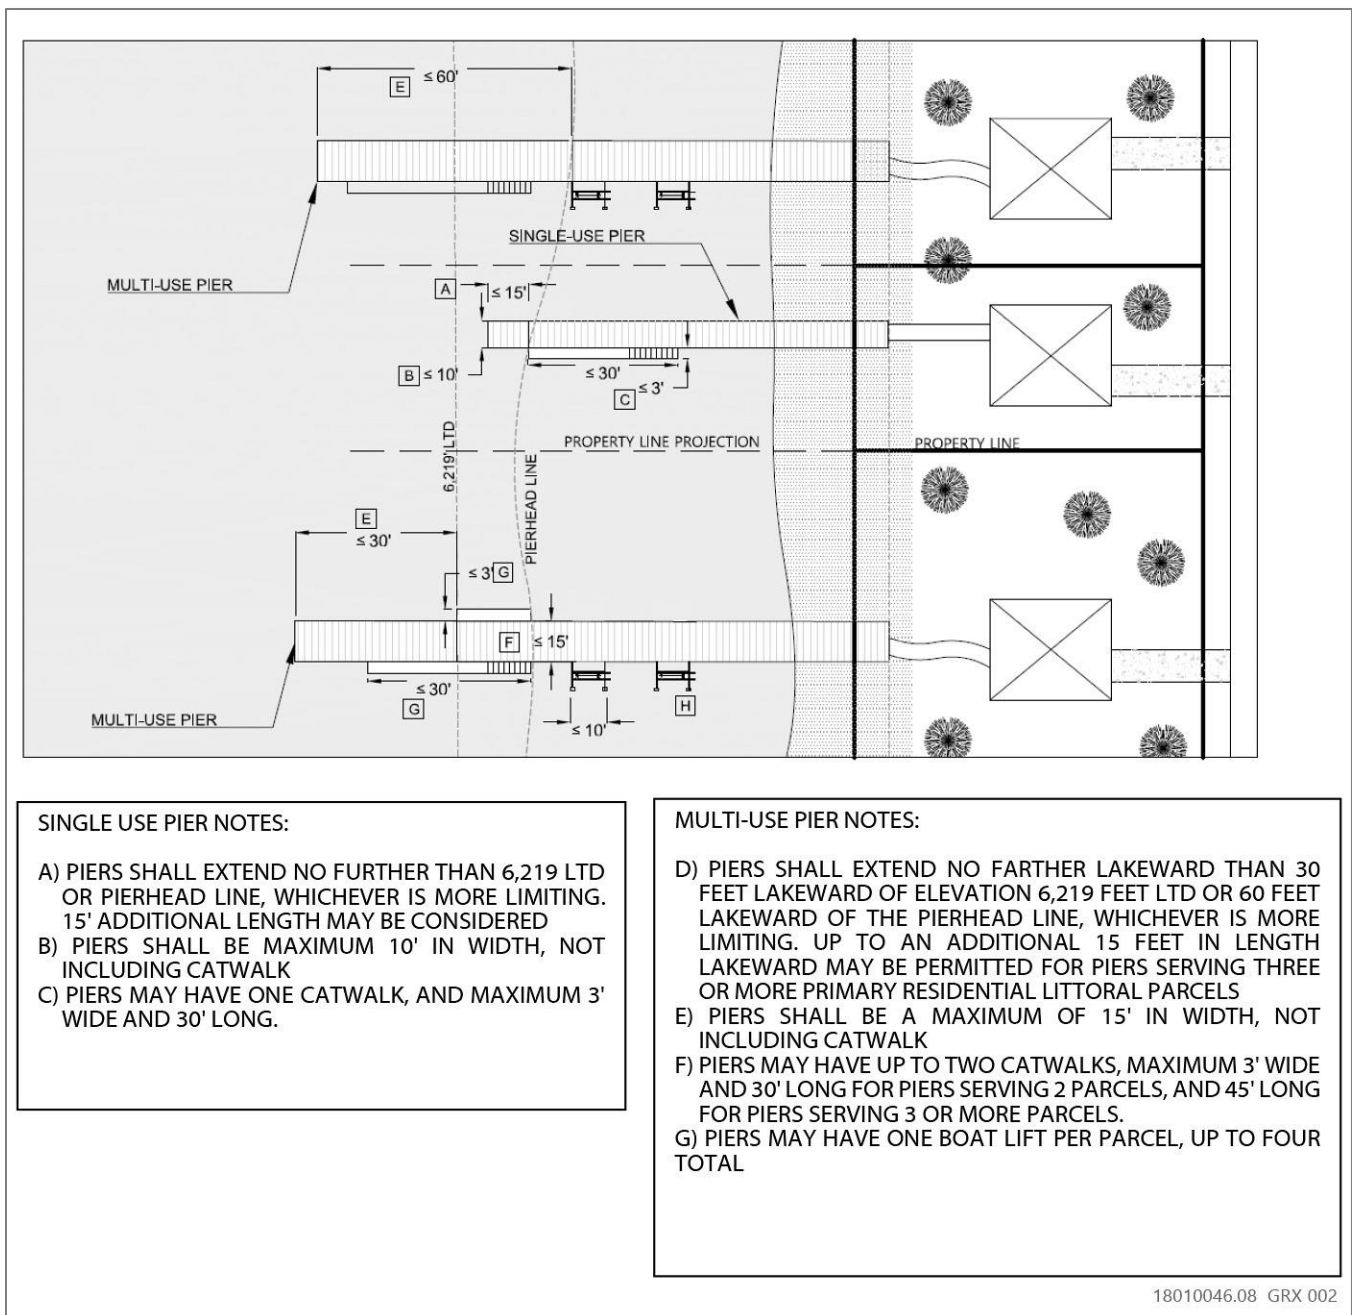 ≤ 60'
E
SINGLE-USE PIER
MULTI-USE PIER
A
≤ 15'
B
≤ 10'
≤ 30'
C
≤ 3'
6,219' LTD
PIERHEAD LINE
PROPERTY LINE PROJECTION
PROPERTY LINE
E
≤ 30'
≤ 3'
G
F
≤ 15'
≤ 30'
G
H
≤ 10'
MULTI-USE PIER
SINGLE USE PIER NOTES:
A) PIERS SHALL EXTEND NO FURTHER THAN 6,219 LTD
OR PIERHEAD LINE, WHICHEVER IS MORE LIMITING.
15' ADDITIONAL LENGTH MAY BE CONSIDERED
B) PIERS SHALL BE MAXIMUM 10' IN WIDTH, NOT
INCLUDING CATWALK
C) PIERS MAY HAVE ONE CATWALK, AND MAXIMUM 3'
WIDE AND 30' LONG.
MULTI-USE PIER NOTES:
D) PIERS SHALL EXTEND NO FARTHER LAKEWARD THAN 30
FEET LAKEWARD OF ELEVATION 6,219 FEET LTD OR 60 FEET
LAKEWARD OF THE PIERHEAD LINE, WHICHEVER IS MORE
LIMITING. UP TO AN ADDITIONAL 15 FEET IN LENGTH
LAKEWARD MAY BE PERMITTED FOR PIERS SERVING THREE
OR MORE PRIMARY RESIDENTIAL LITTORAL PARCELS
E) PIERS SHALL BE A MAXIMUM OF 15' IN WIDTH, NOT
INCLUDING CATWALK
F) PIERS MAY HAVE UP TO TWO CATWALKS, MAXIMUM 3' WIDE
AND 30' LONG FOR PIERS SERVING 2 PARCELS, AND 45' LONG
FOR PIERS SERVING 3 OR MORE PARCELS.
G) PIERS MAY HAVE ONE BOAT LIFT PER PARCEL, UP TO FOUR
TOTAL
18010046.08 GRX 002